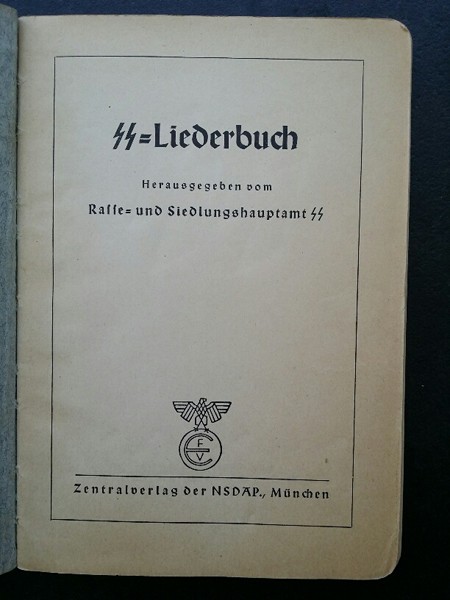 SS=Liederbuch
Herausgegeben vom
Rasse= und Siedlungshauptamt SS
F
E
V
Zentralverlag der NSDAP., München